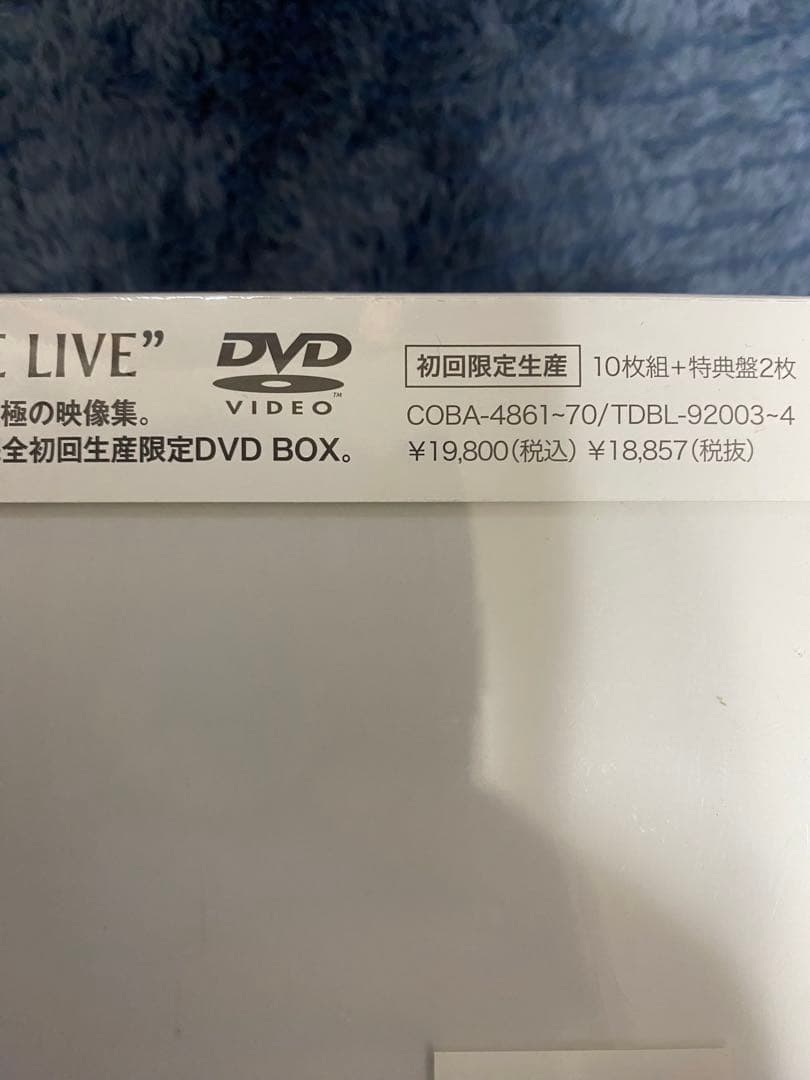 LIVE”
DVD
VIDEO
TM
極の映像集。
全初回生産限定DVD BOX。
初回限定生産 10枚組+特典盤2枚
COBA-4861~70/TDBL-92003~4
¥19,800(税込) ¥18,857(税抜)